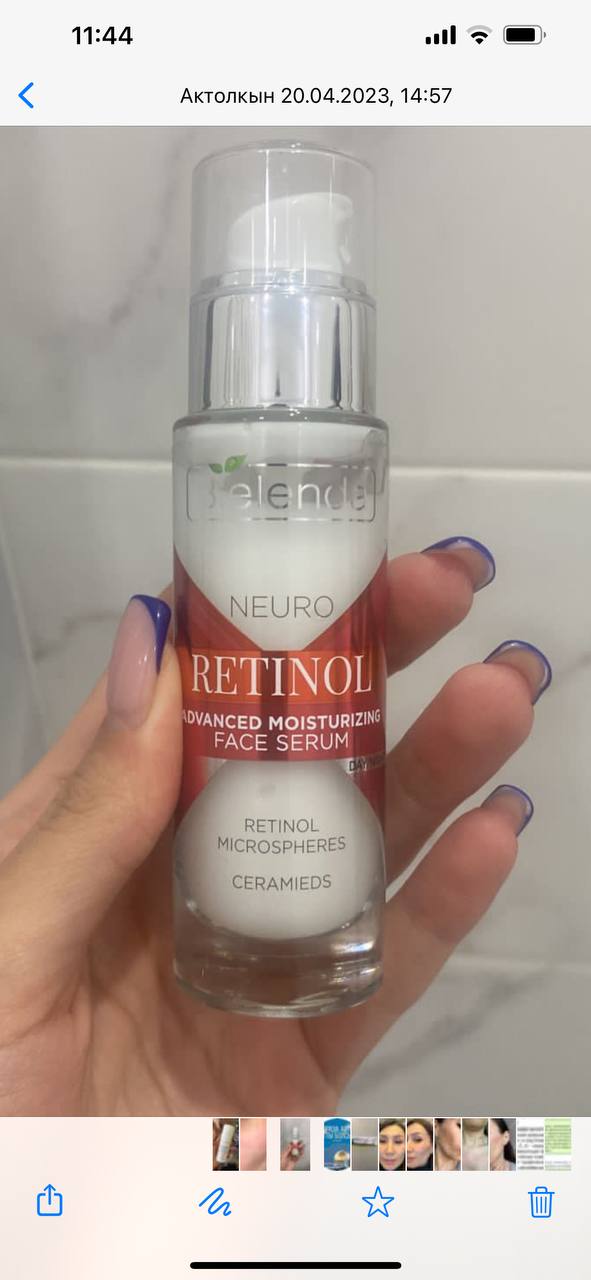 11:44
Актолкын 20.04.2023, 14:57
Bielenda
NEURO
RETINOL
ADVANCED MOISTURIZING
FACE SERUM
RETINOL
MICROSPHERES
CERAMIEDS